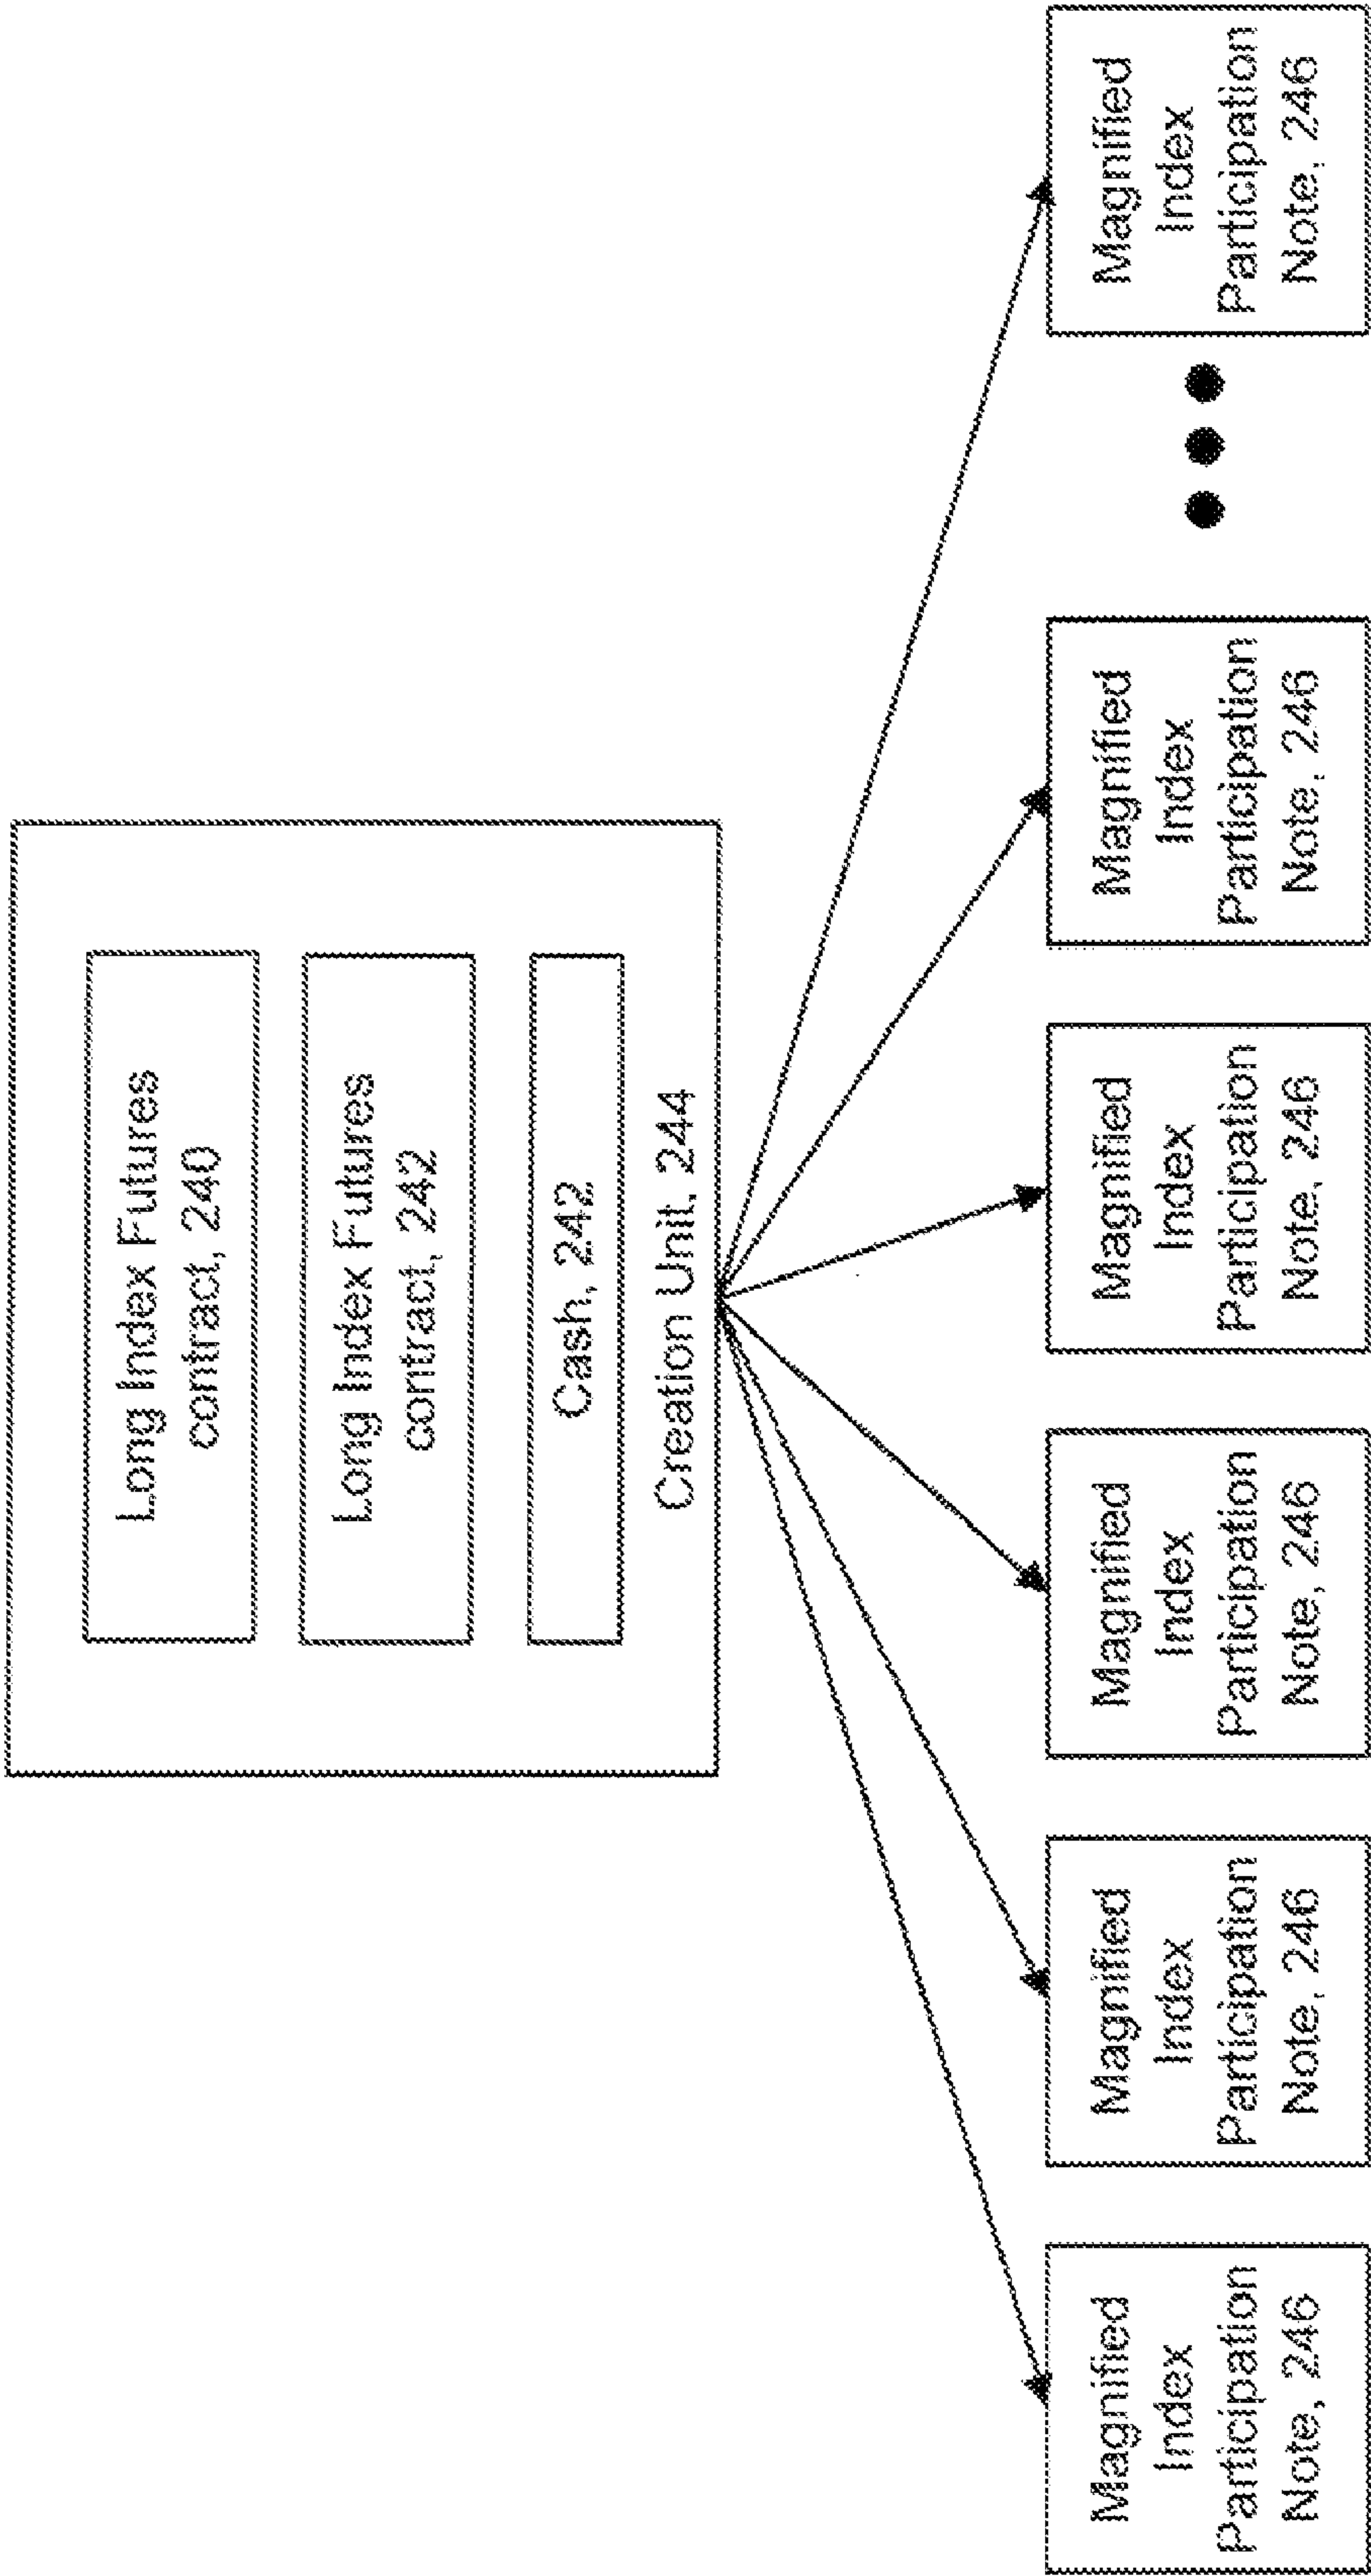 Long Index Futures
contract, 240
Long Index Futures
contract, 242
Cash, 242
Creation Unit, 244
Magnified
Index
Participation
Note, 246
Magnified
Index
Participation
Note, 246
Magnified
Index
Participation
Note, 246
Magnified
Index
Participation
Note, 246
Magnified
Index
Participation
Note, 246
Magnified
Index
Participation
Note, 246